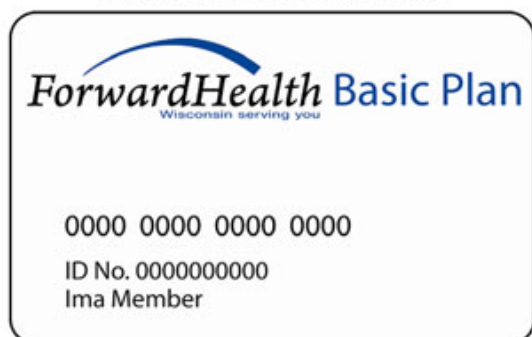 ForwardHealth Basic Plan
Wisconsin serving you
0000 0000 0000 0000
ID No. 0000000000
Ima Member